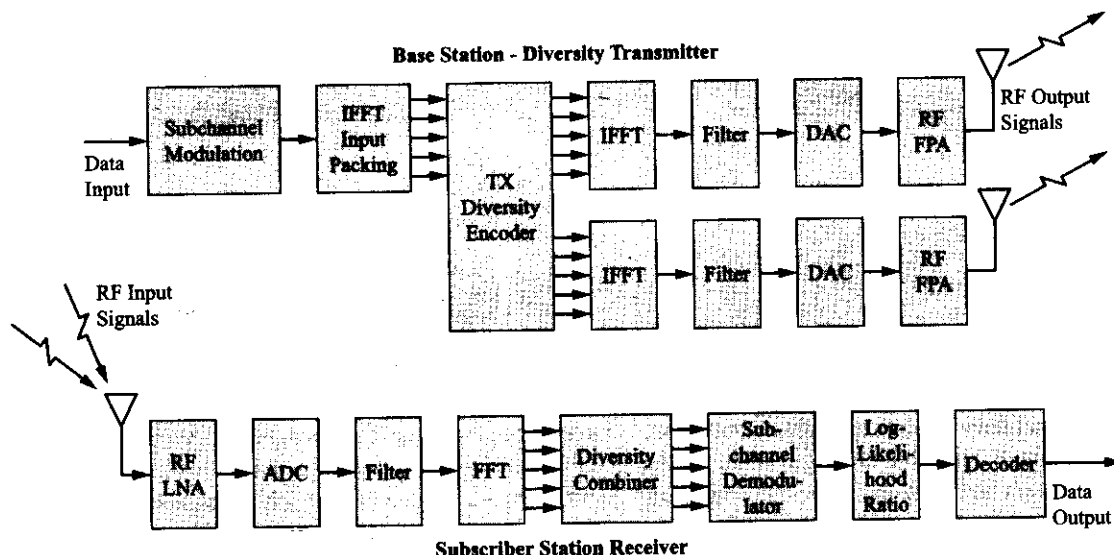 Base Station - Diversity Transmitter
Data
Input
Subchannel
Modulation
IFFT
Input
Packing
TX
Diversity
Encoder
IFFT
Filter
DAC
RF
FPA
RF Output
Signals
IFFT
Filter
DAC
RF
FPA
RF Input
Signals
RF
LNA
ADC
Filter
FFT
Diversity
Combiner
Sub-
channel
Demodu-
lator
Log-
Likeli-
hood
Ratio
Decoder
Data
Output
Subscriber Station Receiver